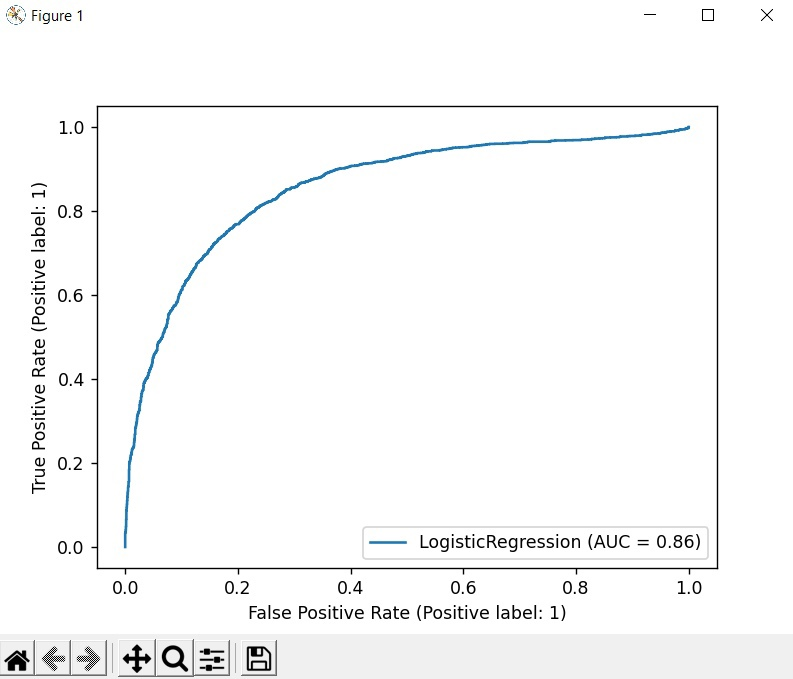 Figure 1
1.0
0.8
0.6
0.4
0.2
0.0
True Positive Rate (Positive label: 1)
LogisticRegression (AUC = 0.86)
0.0 0.2 0.4 0.6 0.8 1.0
False Positive Rate (Positive label: 1)